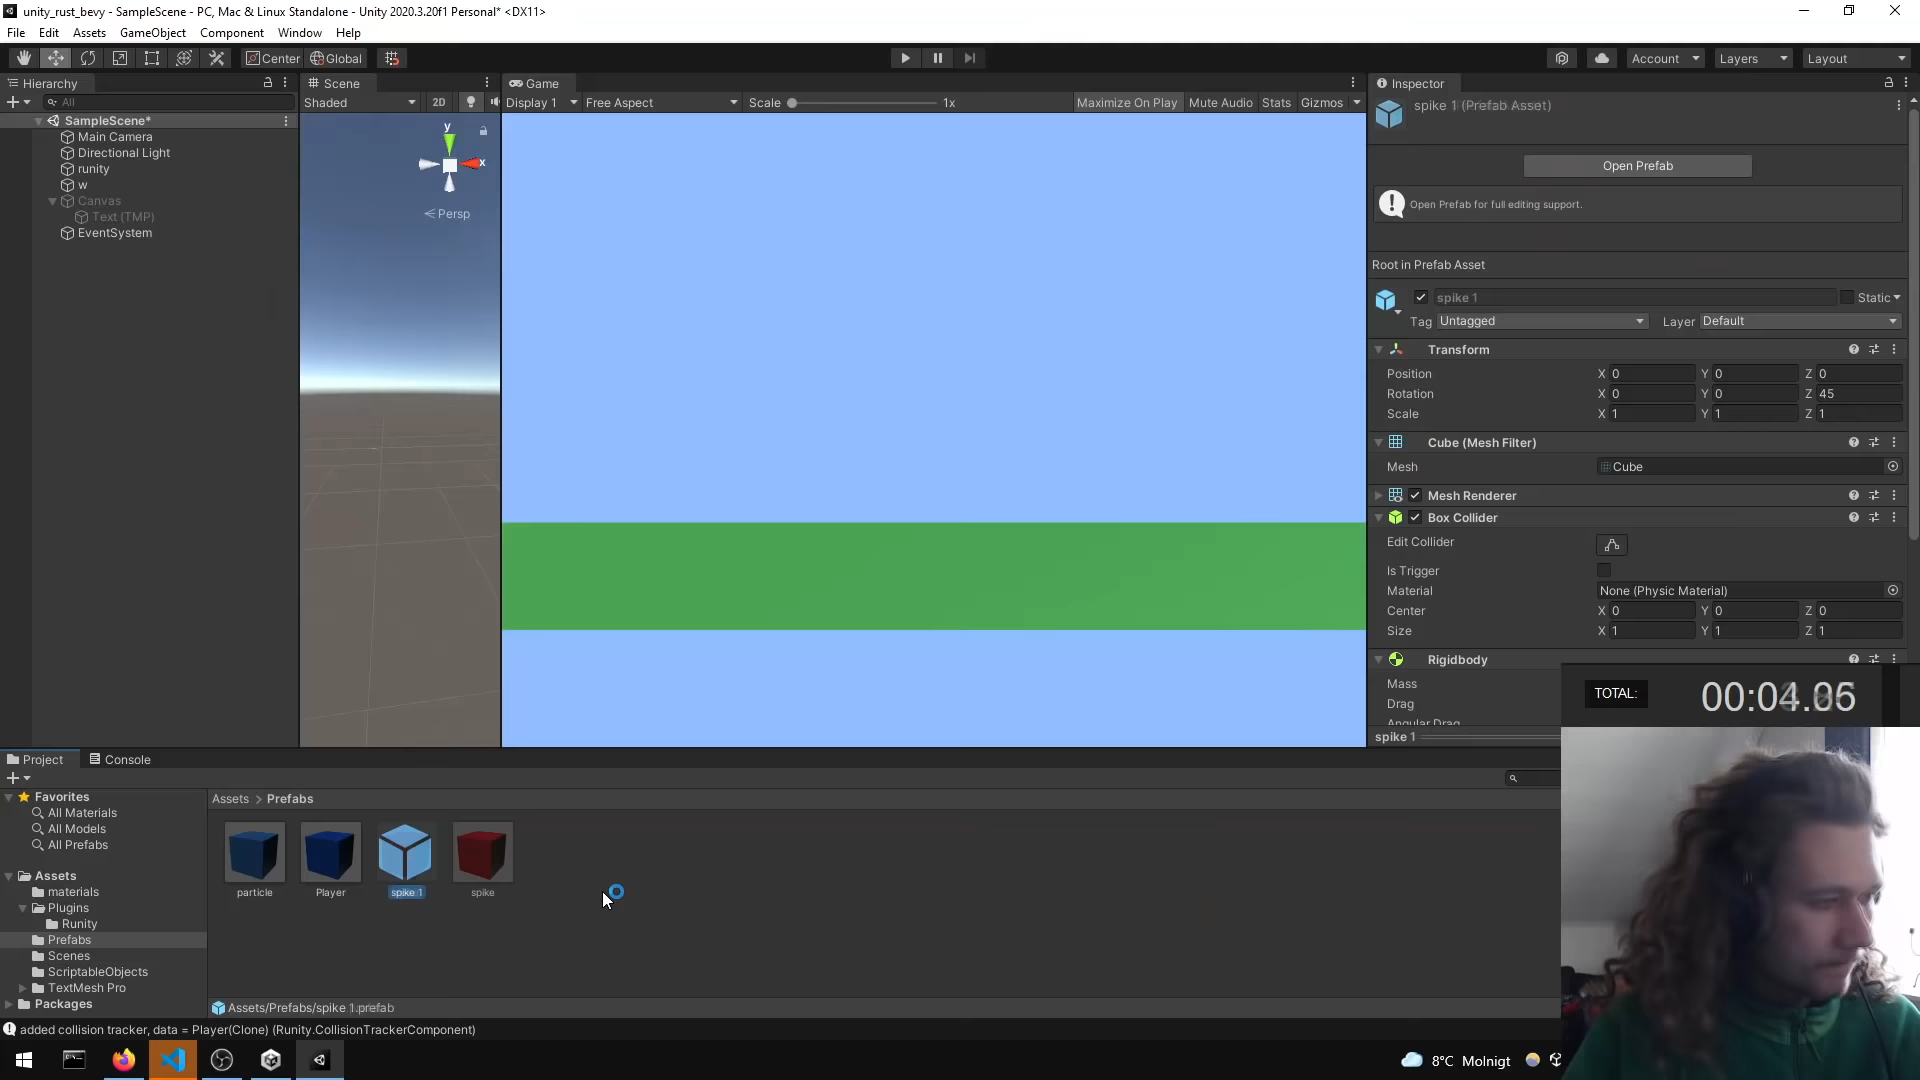 unity_rust_bevy - SampleScene - PC, Mac & Linux Standalone - Unity 2020.3.20f1 Personal* <DX11>
File Edit Assets GameObject Component Window Help
Center Global Account Layers Layout
Hierarchy Scene Game Inspector
All Shaded 2D Display 1 Free Aspect Scale 1x Maximize On Play Mute Audio Stats Gizmos
spike 1 (Prefab Asset)
SampleScene*
Main Camera
Directional Light
runity
w
Canvas
Text (TMP)
EventSystem
y
x
Persp
Open Prefab
Open Prefab for full editing support.
Root in Prefab Asset
spike 1 Static
Tag Untagged Layer Default
Transform
Position X 0 Y 0 Z 0
Rotation X 0 Y 0 Z 45
Scale X 1 Y 1 Z 1
Cube (Mesh Filter)
Mesh Cube
Mesh Renderer
Box Collider
Edit Collider
Is Trigger
Material None (Physic Material)
Center X 0 Y 0 Z 0
Size X 1 Y 1 Z 1
Rigidbody
Mass
Drag
Angular Drag
spike 1
TOTAL:
Project Console
Favorites
All Materials
All Models
All Prefabs
Assets
materials
Plugins
Runity
Prefabs
Scenes
ScriptableObjects
TextMesh Pro
Packages
Assets > Prefabs
particle Player spike 1 spike
Assets/Prefabs/spike 1.prefab
added collision tracker, data = Player(Clone) (Runity.CollisionTrackerComponent)
8°C Molnigt